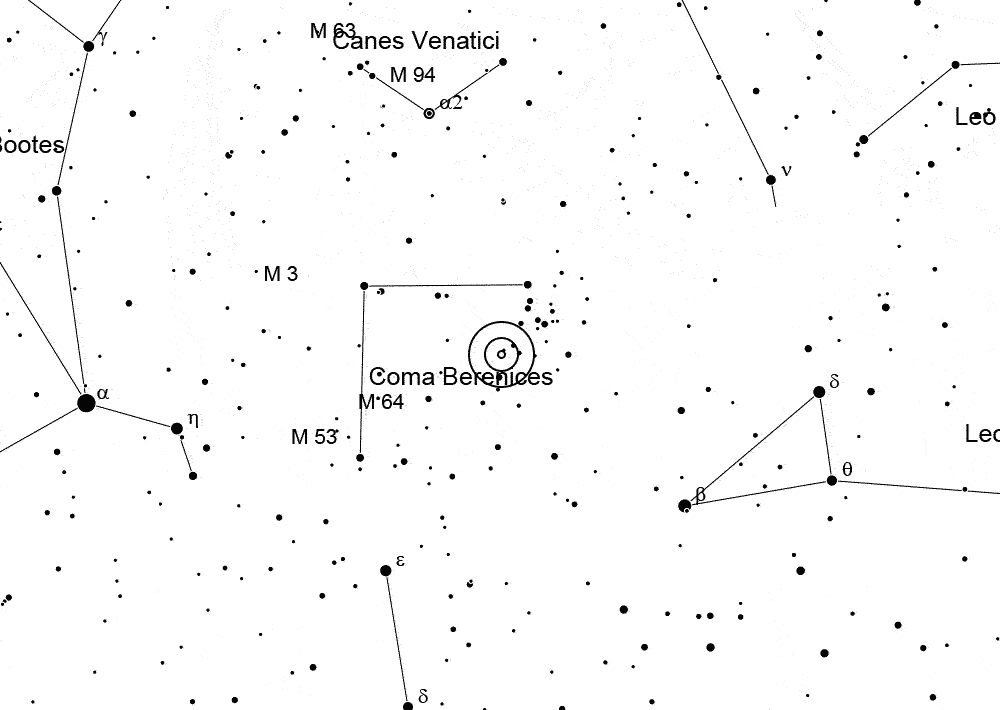 M 63
γ
Canes Venatici
M 94
α2
Leo
Bootes
ν
ε
M 3
Coma Berenices
δ
α
M 64
η
M 53
Leo
θ
β
ε
δ